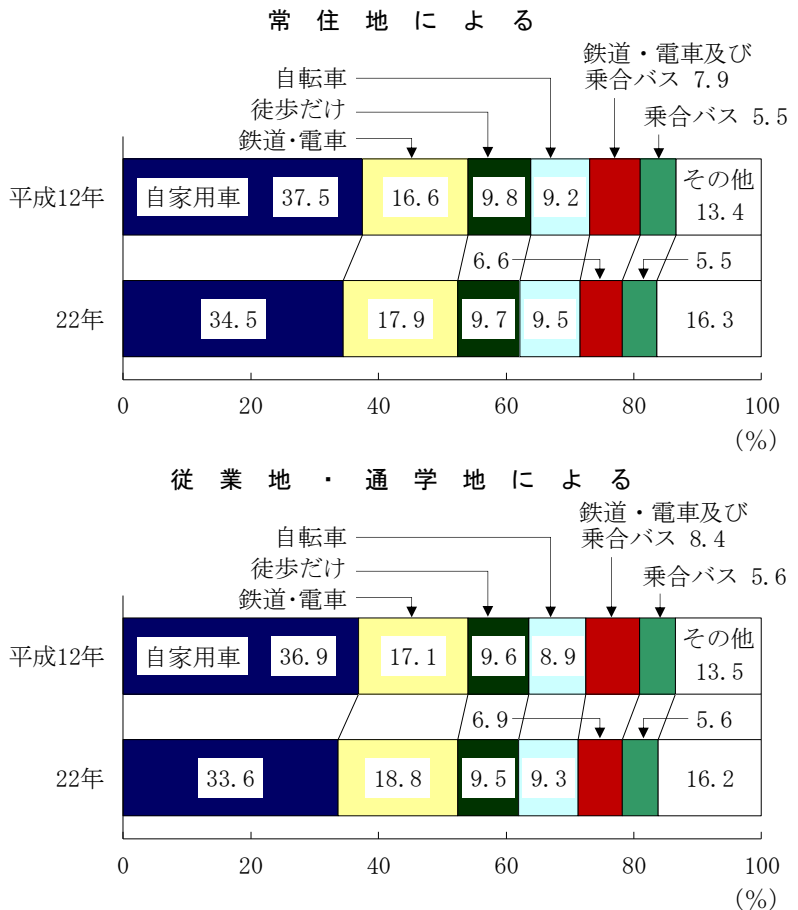 常住地による
鉄道・電車及び
乗合バス 7.9
自転車
徒歩だけ
鉄道・電車
乗合バス 5.5
平成12年
自家用車 37.5
16.6
9.8
9.2
その他
13.4
6.6
5.5
22年
34.5
17.9
9.7
9.5
16.3
0 20 40 60 80 100
(%)
従業地・通学地による
鉄道・電車及び
乗合バス 8.4
自転車
徒歩だけ
鉄道・電車
乗合バス 5.6
平成12年
自家用車 36.9
17.1
9.6
8.9
その他
13.5
6.9
5.6
22年
33.6
18.8
9.5
9.3
16.2
0 20 40 60 80 100
(%)